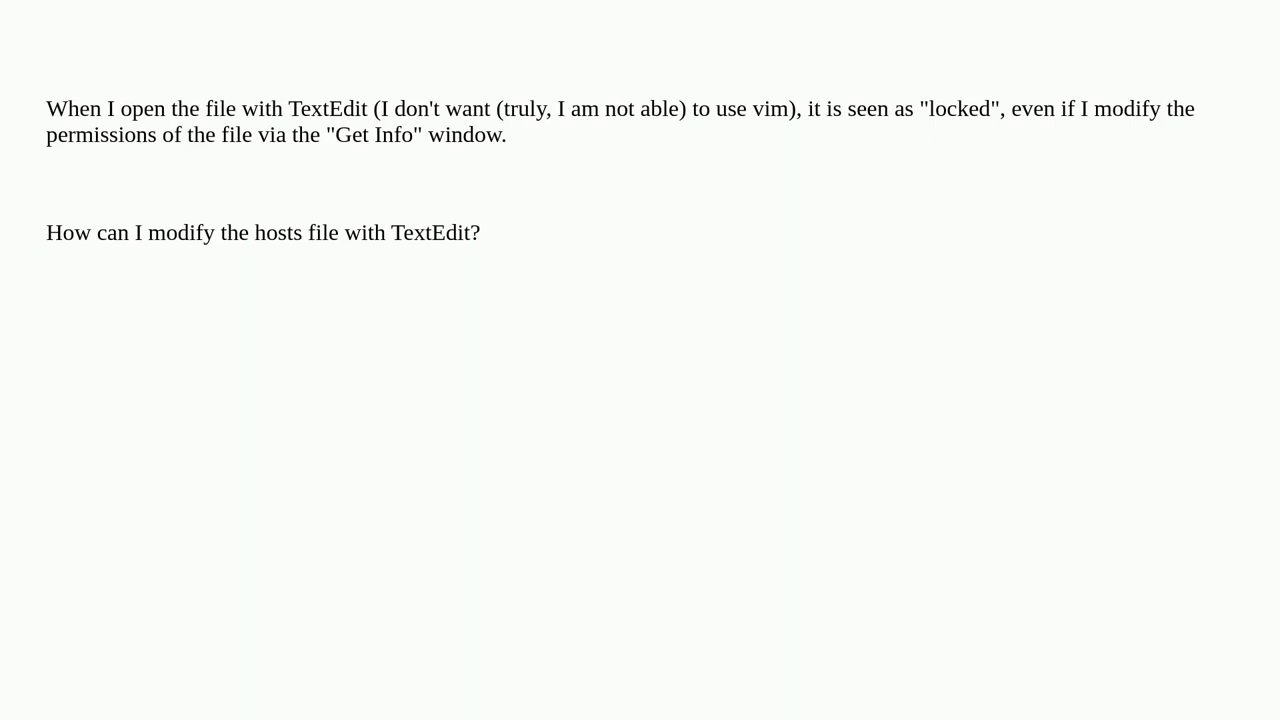 When I open the file with TextEdit (I don't want (truly, I am not able) to use vim), it is seen as "locked", even if I modify the
permissions of the file via the "Get Info" window.
How can I modify the hosts file with TextEdit?